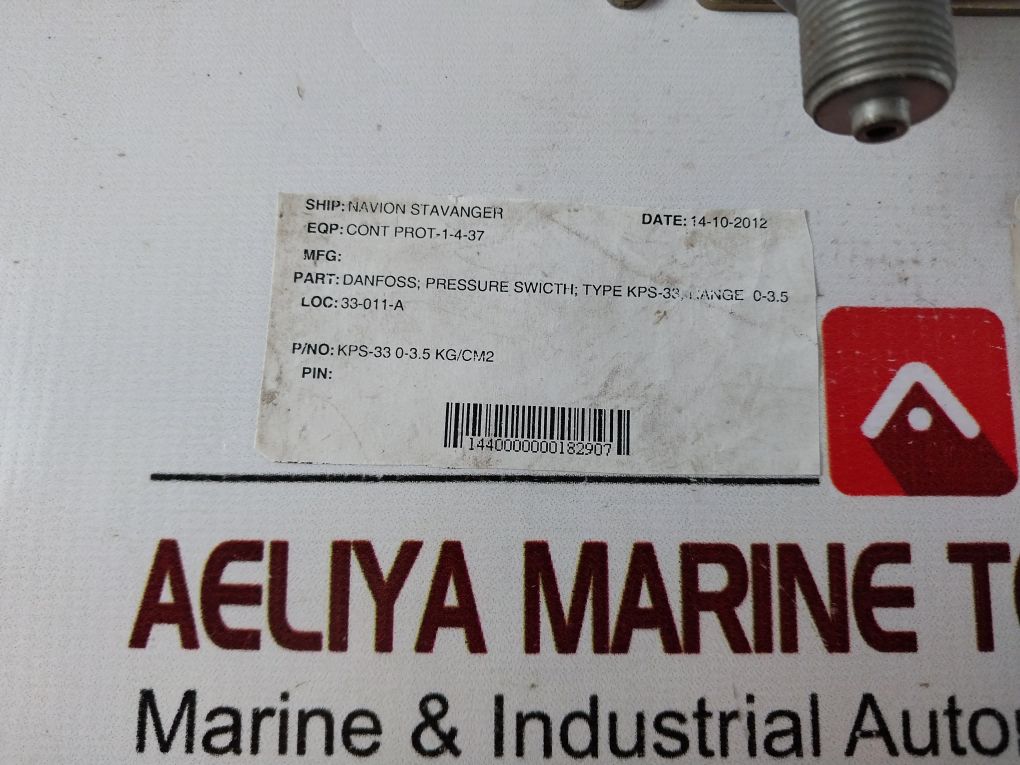 SHIP: NAVION STAVANGER DATE: 14-10-2012
EQP: CONT PROT-1-4-37
MFG:
PART: DANFOSS; PRESSURE SWICTH; TYPE KPS-33, RANGE 0-3.5
LOC: 33-011-A
P/NO: KPS-33 0-3.5 KG/CM2
PIN:
1440000000182907
AELIYA MARINE
Marine & Industrial